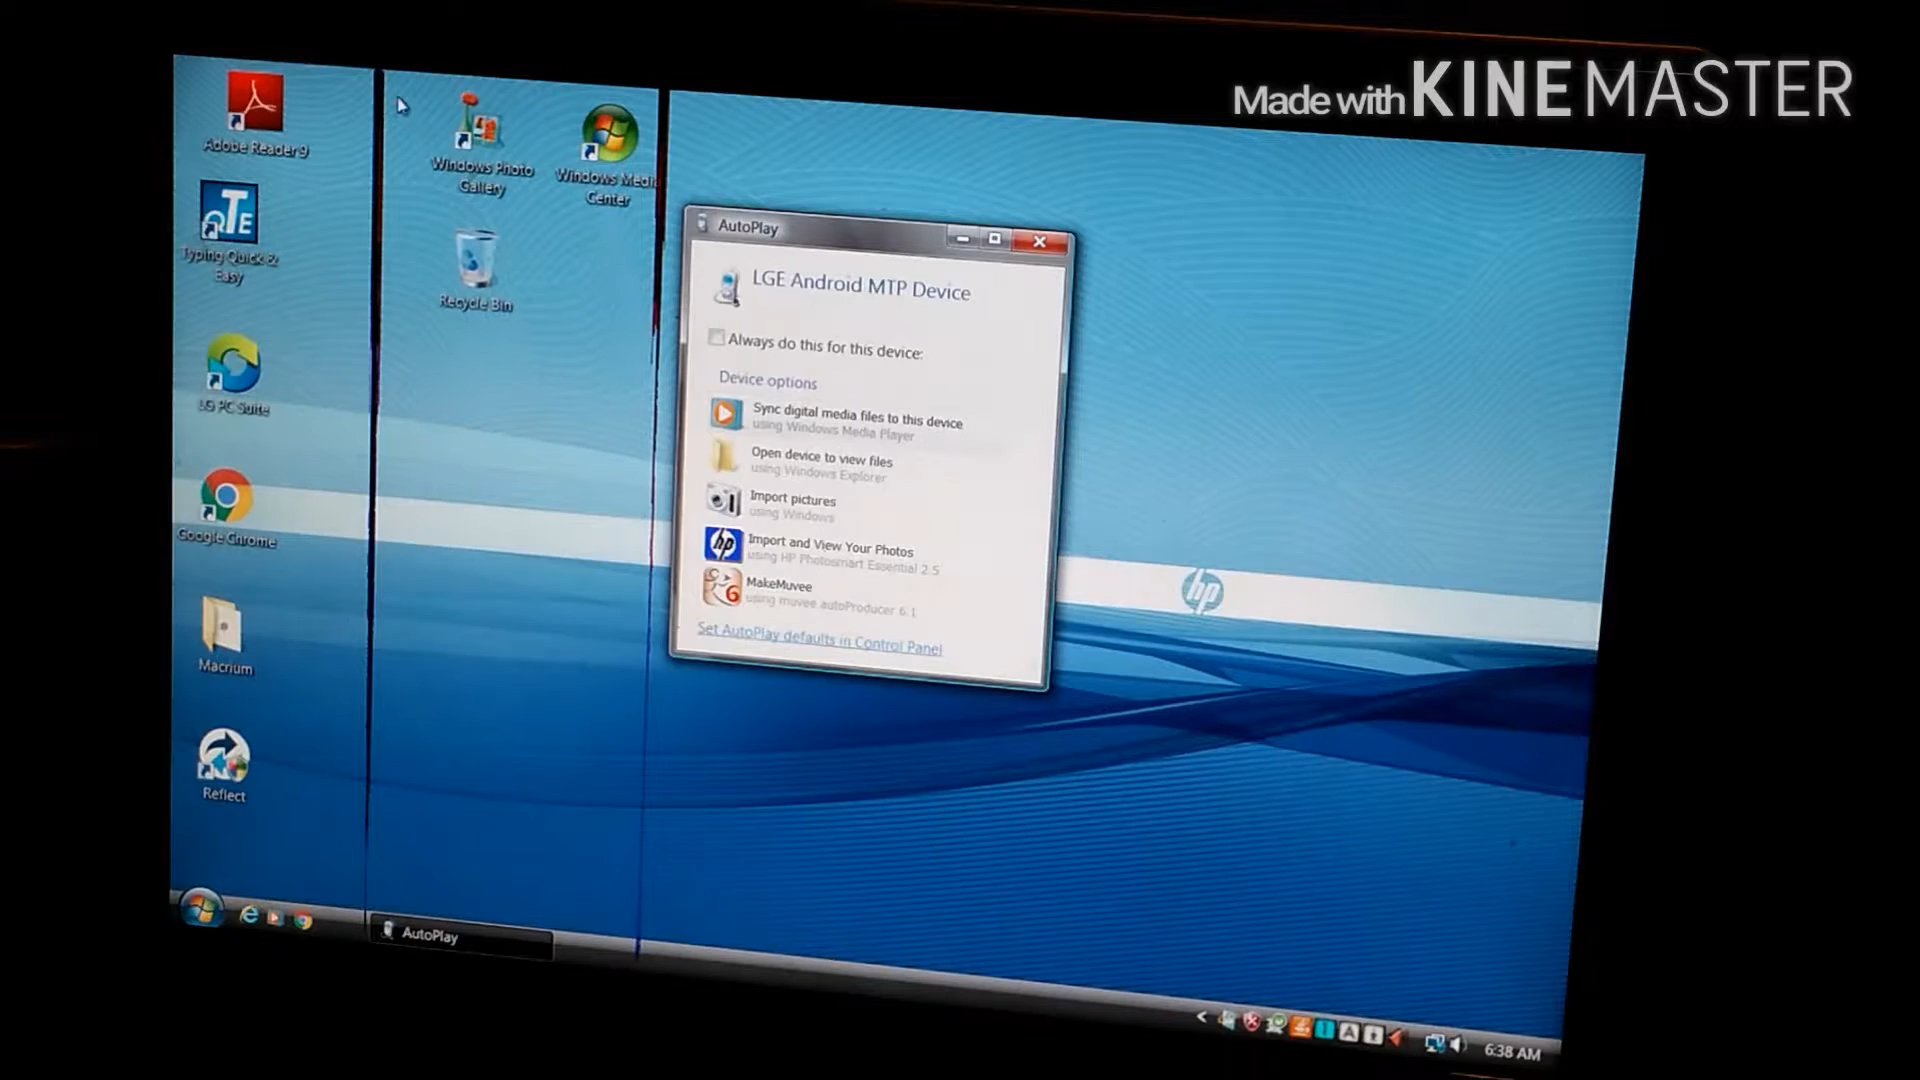 Made with KINEMASTER
Adobe Reader 9
Windows Photo
Gallery
Windows Media
Center
Typing Quick &
Easy
Recycle Bin
LG PC Suite
Google Chrome
Macrium
Reflect
AutoPlay
LGE Android MTP Device
Always do this for this device:
Device options
Sync digital media files to this device
using Windows Media Player
Open device to view files
using Windows Explorer
Import pictures
using Windows
hp
Import and View Your Photos
using HP Photosmart Essential 2.5
6
MakeMuvee
using muvee autoProducer 6.1
Set AutoPlay defaults in Control Panel
hp
AutoPlay
A
6:38 AM